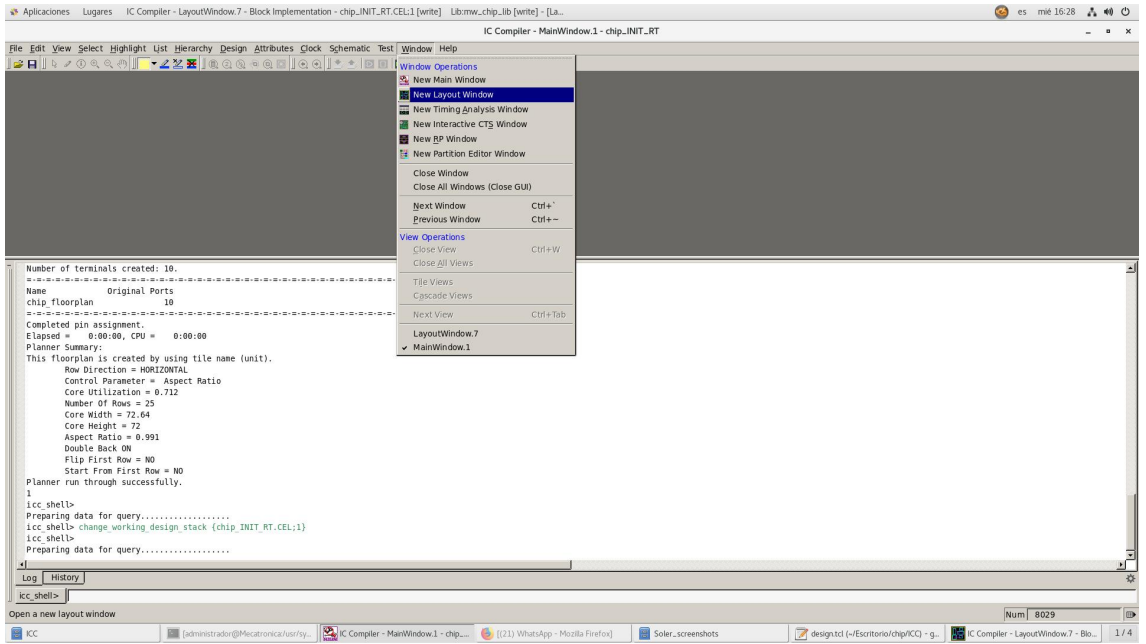 Aplicaciones Lugares IC Compiler - LayoutWindow.7 - Block Implementation - chip_INIT_RT.CEL;1 [write] Lib:mw_chip_lib [write] - [La... es mié 16:28
IC Compiler - MainWindow.1 - chip_INIT_RT
File Edit View Select Highlight List Hierarchy Design Attributes Clock Schematic Test Window Help
Window Operations
New Main Window
New Layout Window
New Timing Analysis Window
New Interactive CTS Window
New RP Window
New Partition Editor Window
Close Window
Close All Windows (Close GUI)
Next Window Ctrl+`
Previous Window Ctrl+~
View Operations
Close View Ctrl+W
Close All Views
Tile Views
Cascade Views
Next View Ctrl+Tab
LayoutWindow.7
MainWindow.1
Number of terminals created: 10.
-=-=-=-=-=-=-=-=-=-=-=-=-=-=-=-=-=-=-=-=-=-=-=-=-=-=-=-=-=-
Name Original Ports
chip_floorplan 10
-=-=-=-=-=-=-=-=-=-=-=-=-=-=-=-=-=-=-=-=-=-=-=-=-=-=-=-=-=-
Completed pin assignment.
Elapsed = 0:00:00, CPU = 0:00:00
Planner Summary:
This floorplan is created by using tile name (unit).
Row Direction = HORIZONTAL
Control Parameter = Aspect Ratio
Core Utilization = 0.712
Number Of Rows = 25
Core Width = 72.64
Core Height = 72
Aspect Ratio = 0.991
Double Back ON
Flip First Row = NO
Start From First Row = NO
Planner run through successfully.
1
icc_shell>
Preparing data for query..................
icc_shell> change_working_design_stack {chip_INIT_RT.CEL;1}
icc_shell>
Preparing data for query..................
Log History
icc_shell>
Open a new layout window Num 8029
ICC [administrador@Mecatronica:/usr/sy... IC Compiler - MainWindow.1 - chip_... [(21) WhatsApp - Mozilla Firefox] Soler_screenshots design.tcl (~/Escritorio/chip/ICC) - g... IC Compiler - LayoutWindow.7 - Blo... 1 / 4